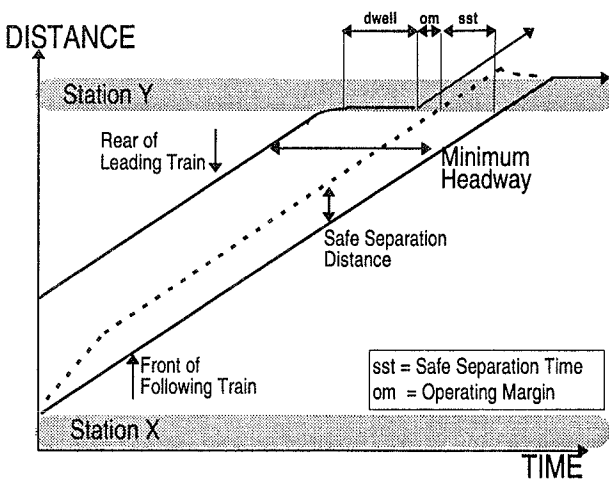 dwell om sst
DISTANCE
Station Y
Rear of
Leading Train
Minimum
Headway
Safe Separation
Distance
Front of
Following Train
sst = Safe Separation Time
om = Operating Margin
Station X
TIME